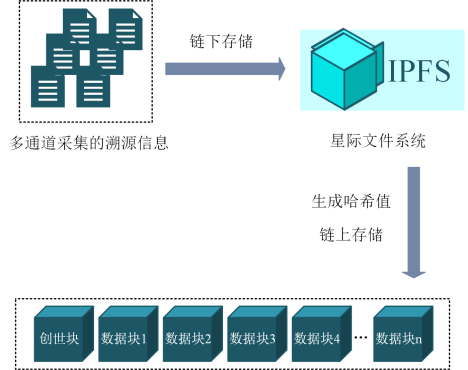 链下存储
IPFS
多通道采集的溯源信息
星际文件系统
生成哈希值
链上存储
创世块 数据块1 数据块2 数据块3 数据块4 ··· 数据块n